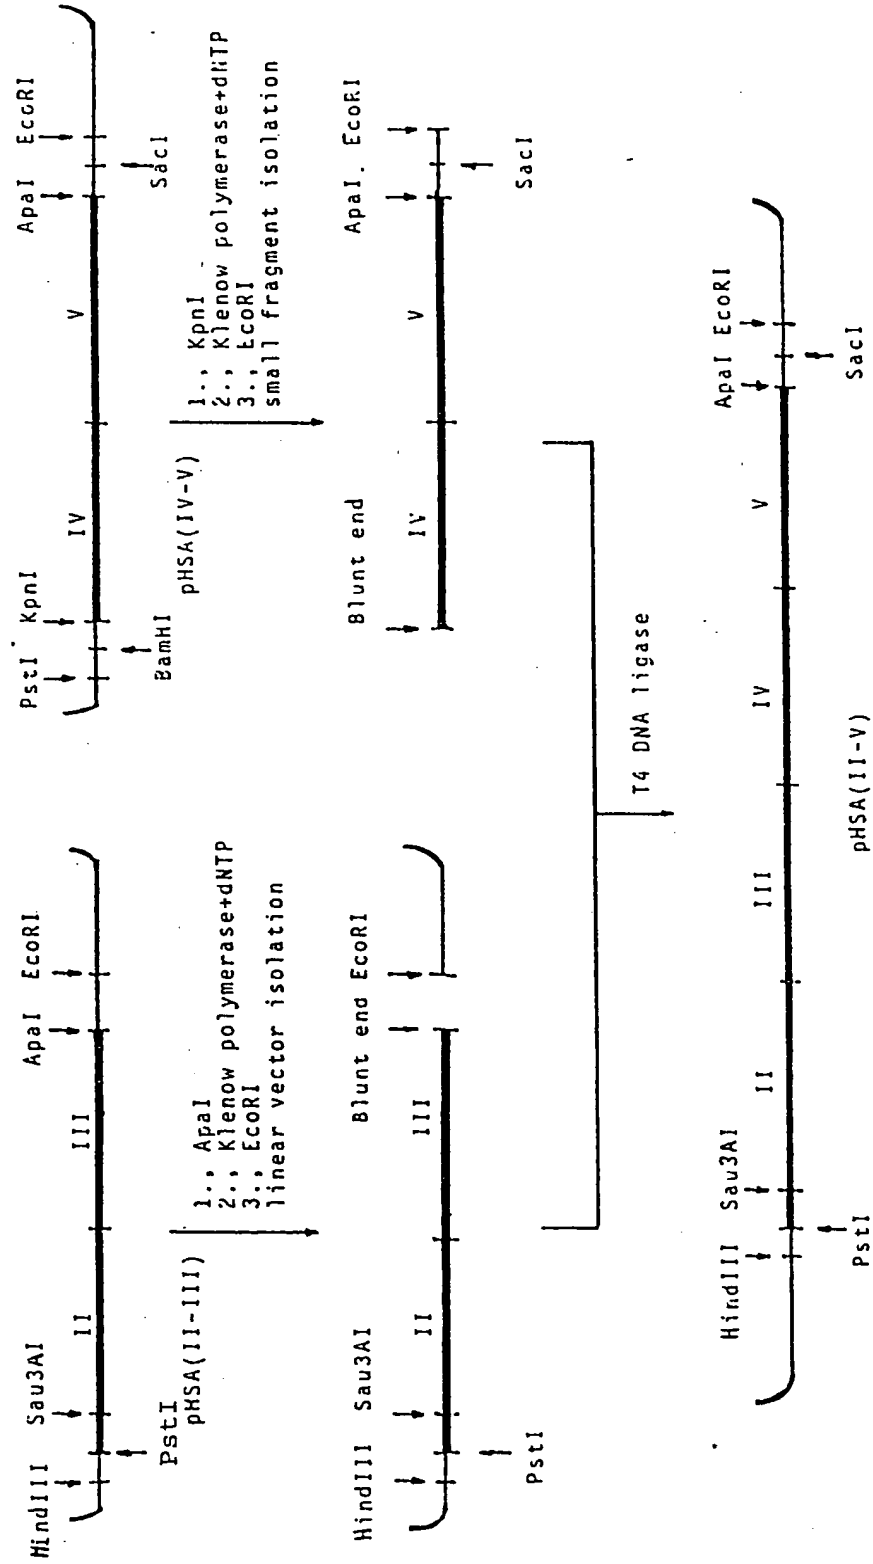 HindIII Sau3AI ApaI EcoRI
II III
PstI
pHSA(II-III)
PstI KpnI ApaI EcoRI
IV V
BamHI SacI
pHSA(IV-V)
1., ApaI
2., Klenow polymerase+dNTP
3., EcoRI
linear vector isolation
1., KpnI
2., Klenow polymerase+dNTP
3., EcoRI
small fragment isolation
HindIII Sau3AI Blunt end EcoRI
II III
PstI
Blunt end ApaI. EcoRI
IV V
SacI
T4 DNA ligase
HindIII Sau3AI ApaI EcoRI
II III IV V
PstI SacI
pHSA(II-V)